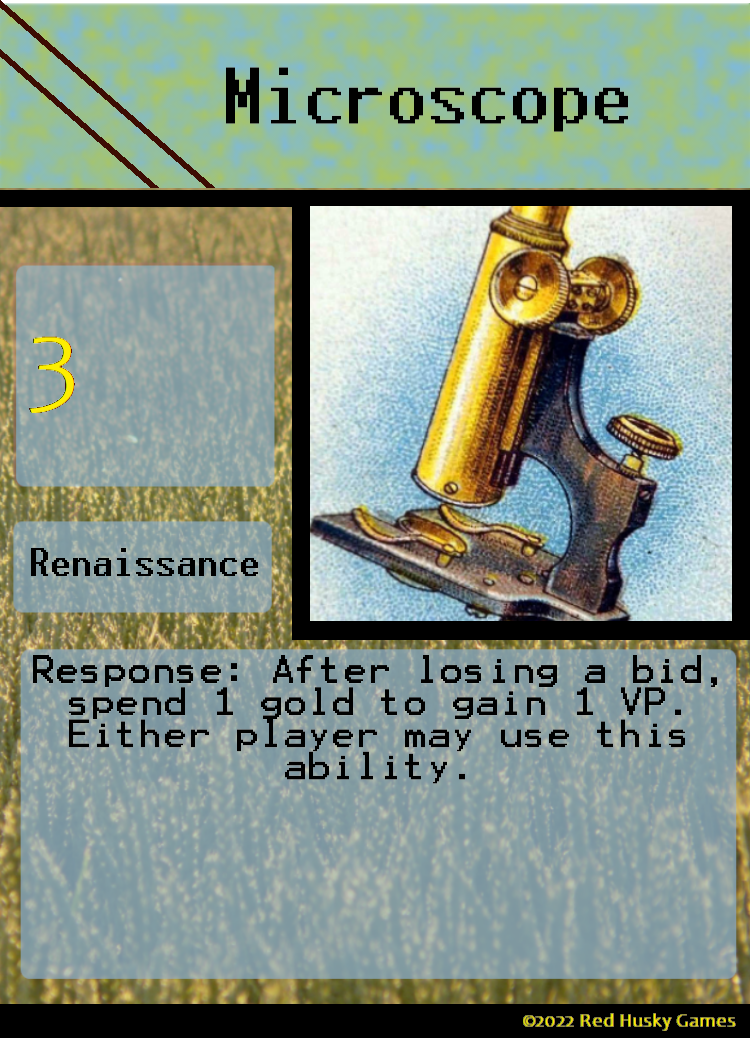 Microscope
3
Renaissance
Response: After losing a bid,
spend 1 gold to gain 1 VP.
Either player may use this
ability.
©2022 Red Husky Games